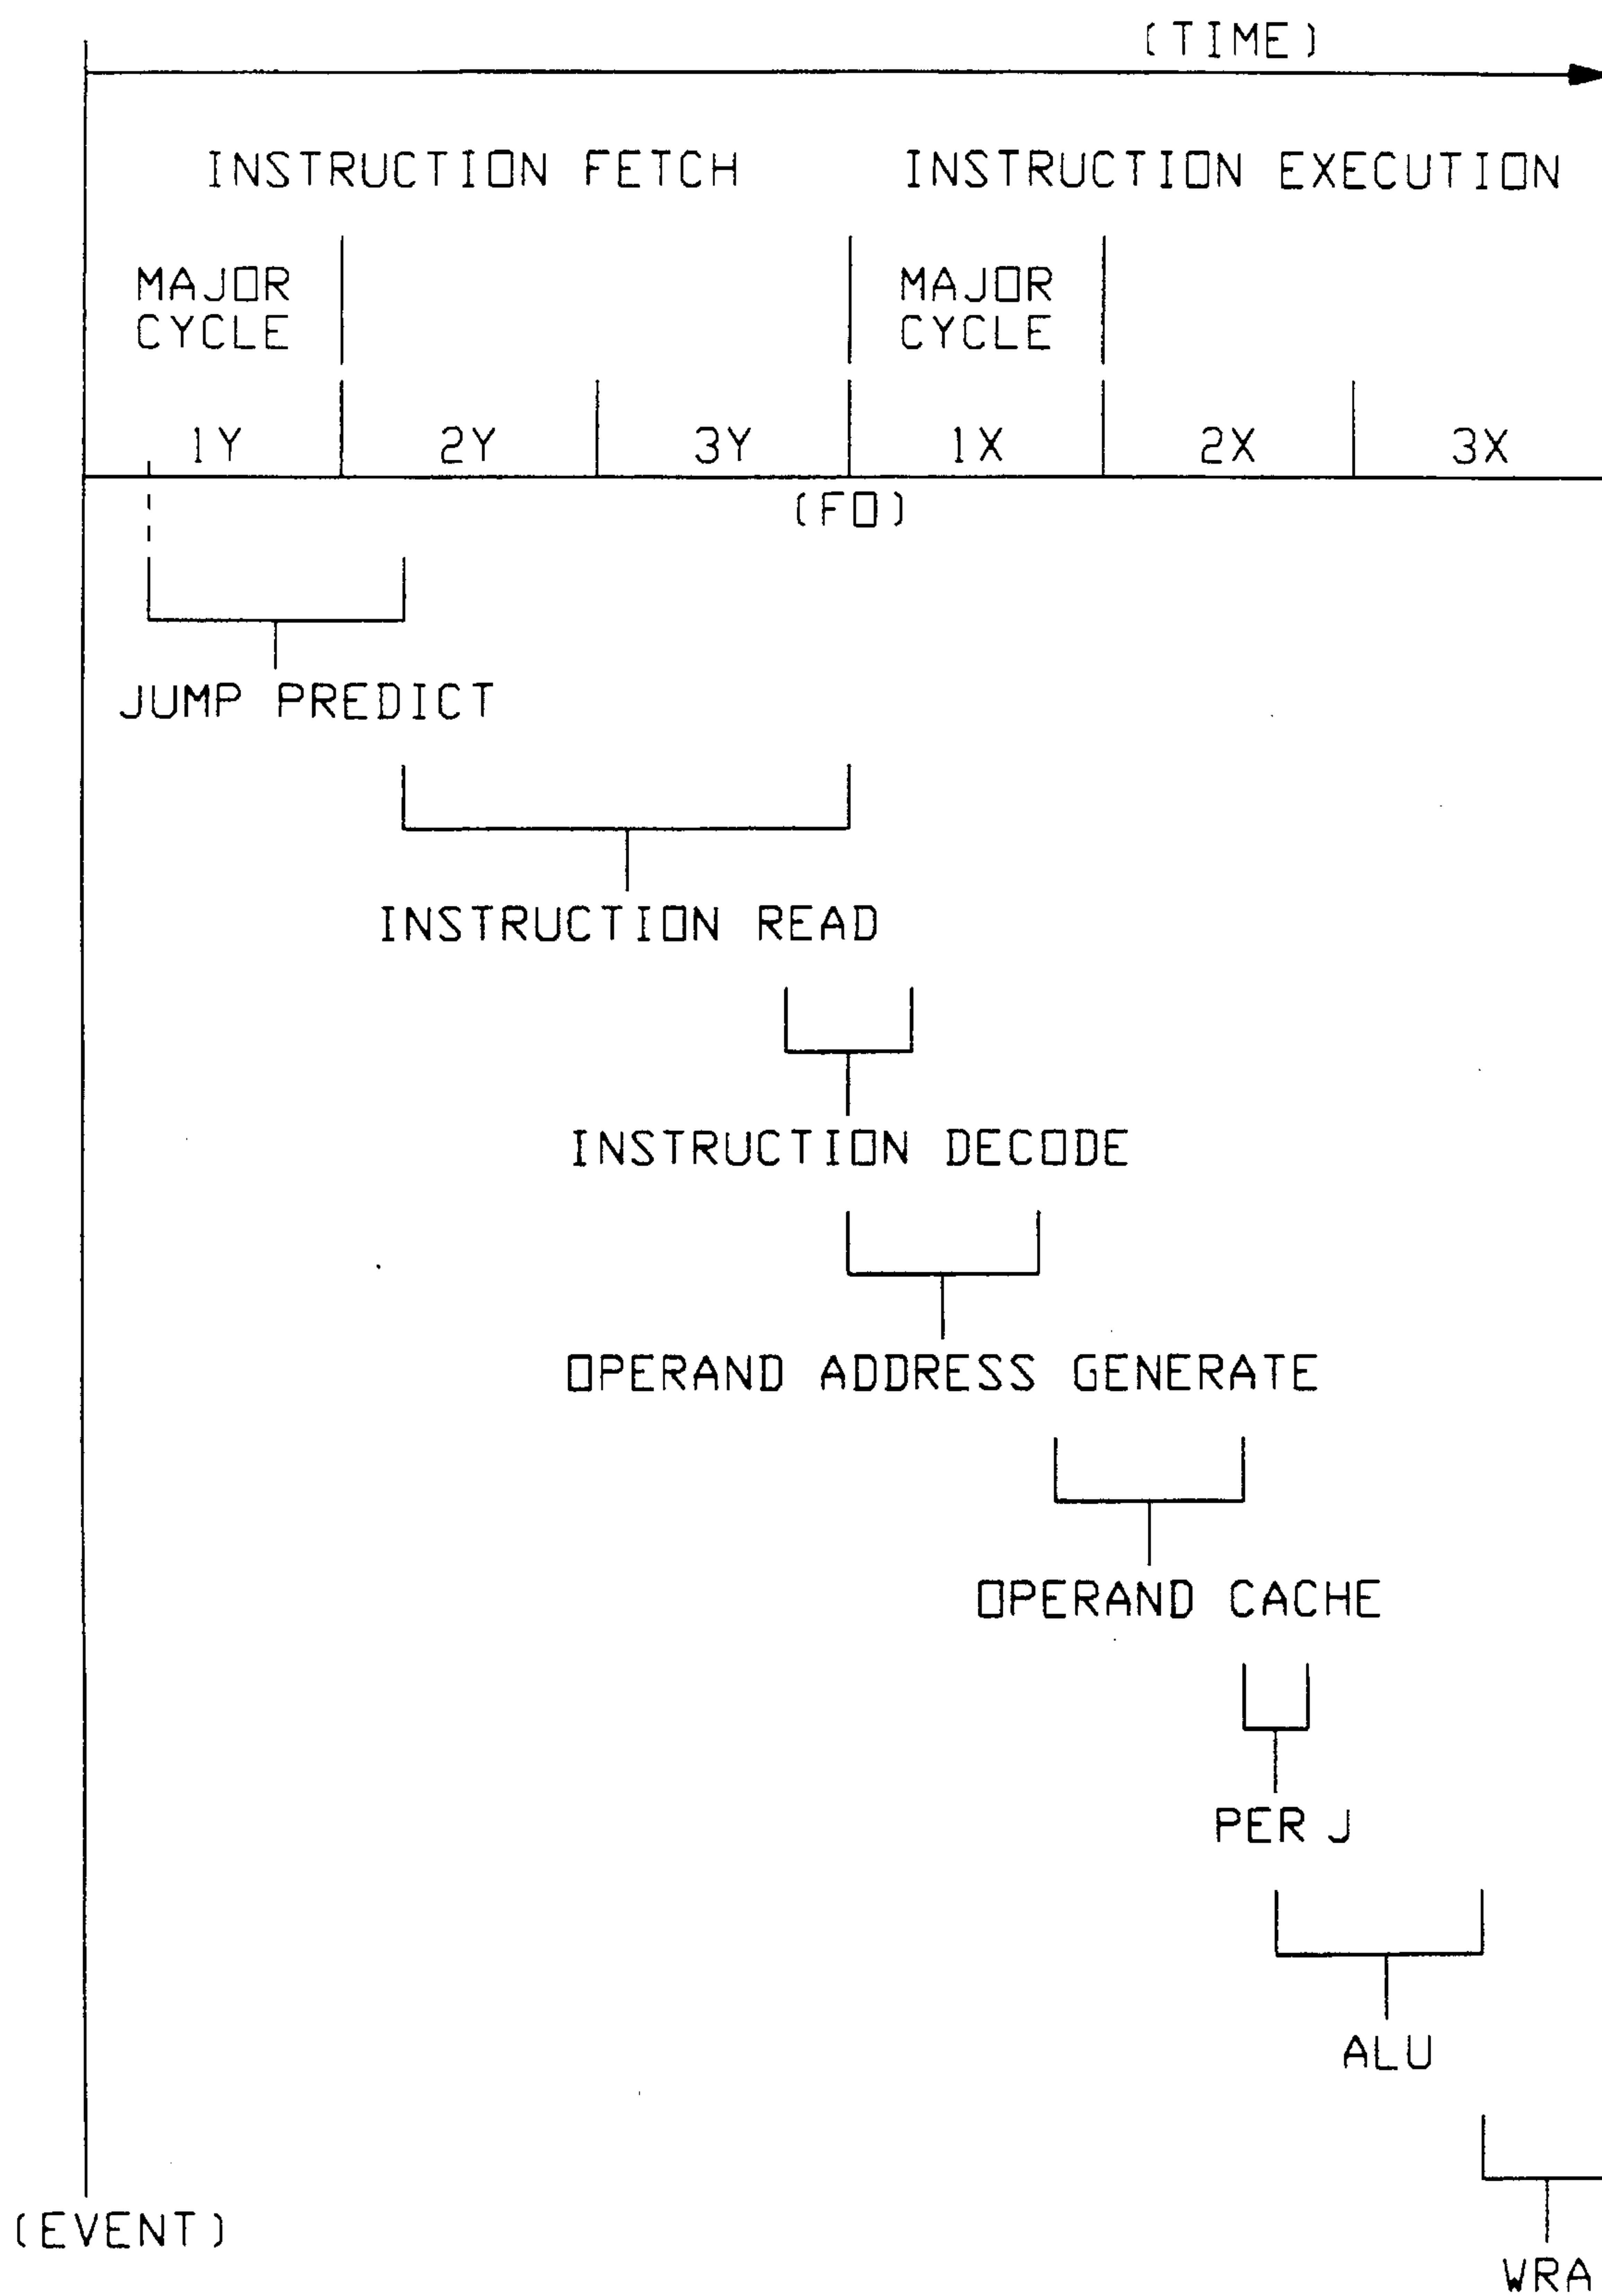 (TIME)
INSTRUCTION FETCH INSTRUCTION EXECUTION
MAJOR CYCLE MAJOR CYCLE
1Y 2Y 3Y 1X 2X 3X
(FO)
JUMP PREDICT
INSTRUCTION READ
INSTRUCTION DECODE
OPERAND ADDRESS GENERATE
OPERAND CACHE
PER J
ALU
(EVENT)
WRA